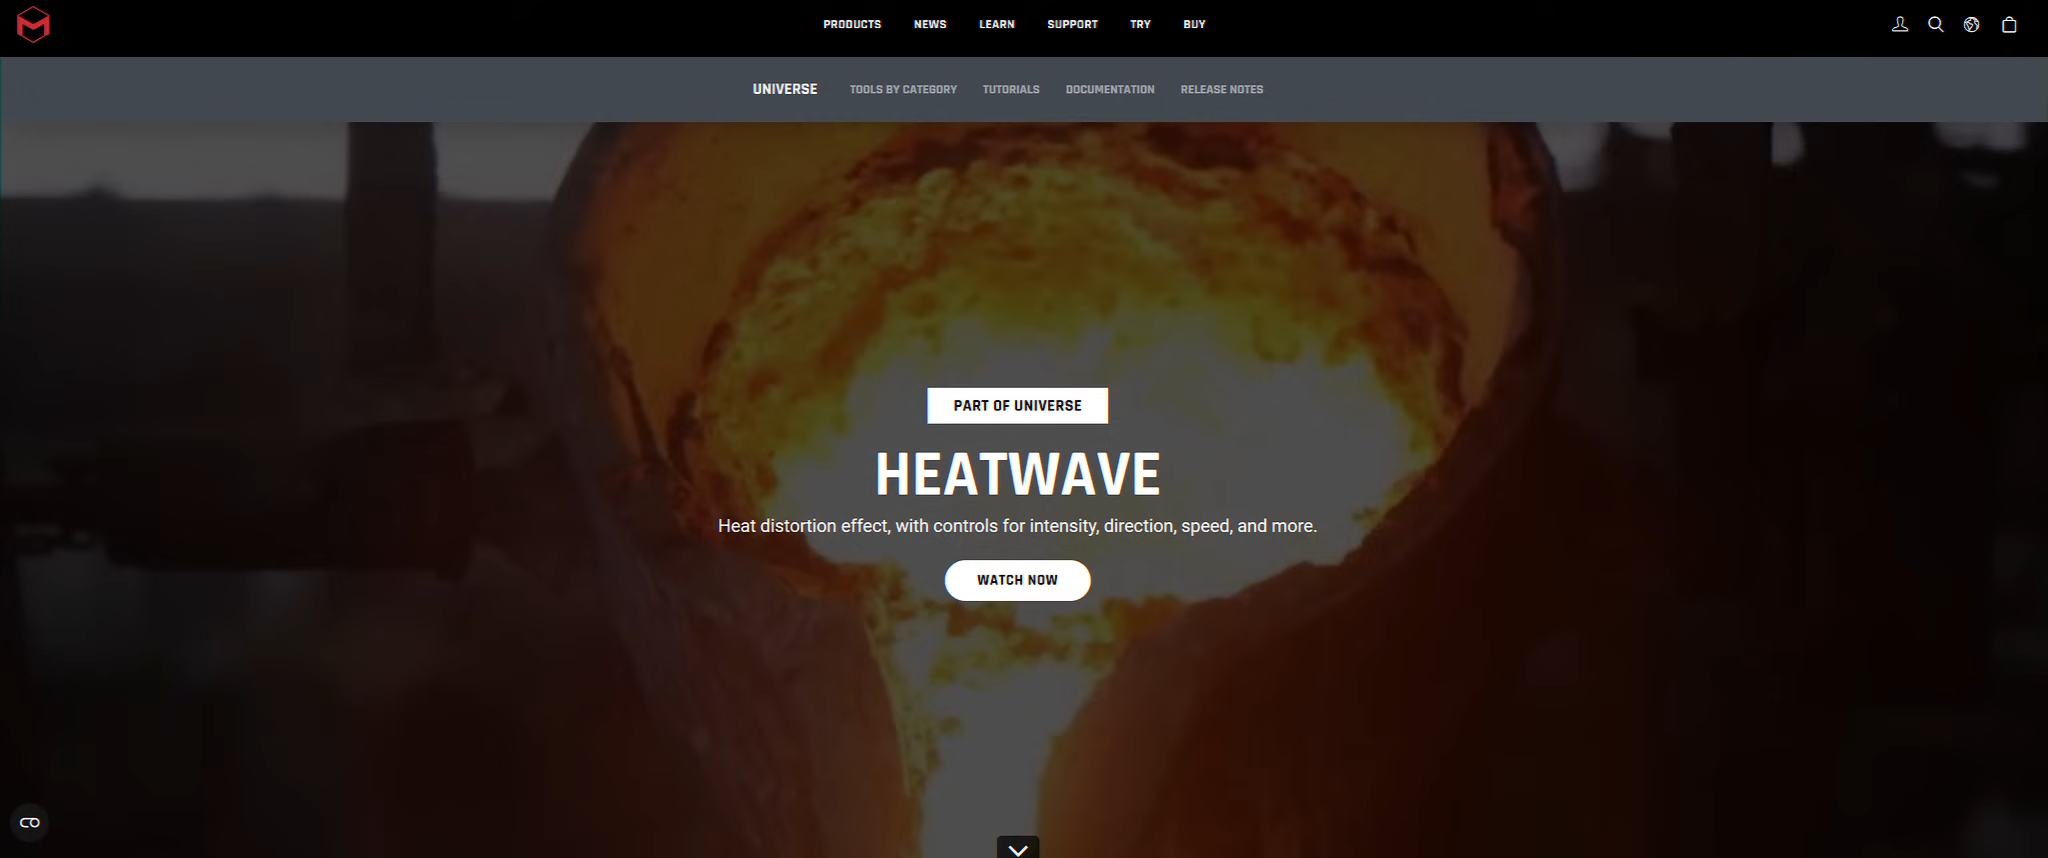 PRODUCTS NEWS LEARN SUPPORT TRY BUY
UNIVERSE TOOLS BY CATEGORY TUTORIALS DOCUMENTATION RELEASE NOTES
PART OF UNIVERSE
HEATWAVE
Heat distortion effect, with controls for intensity, direction, speed, and more.
WATCH NOW